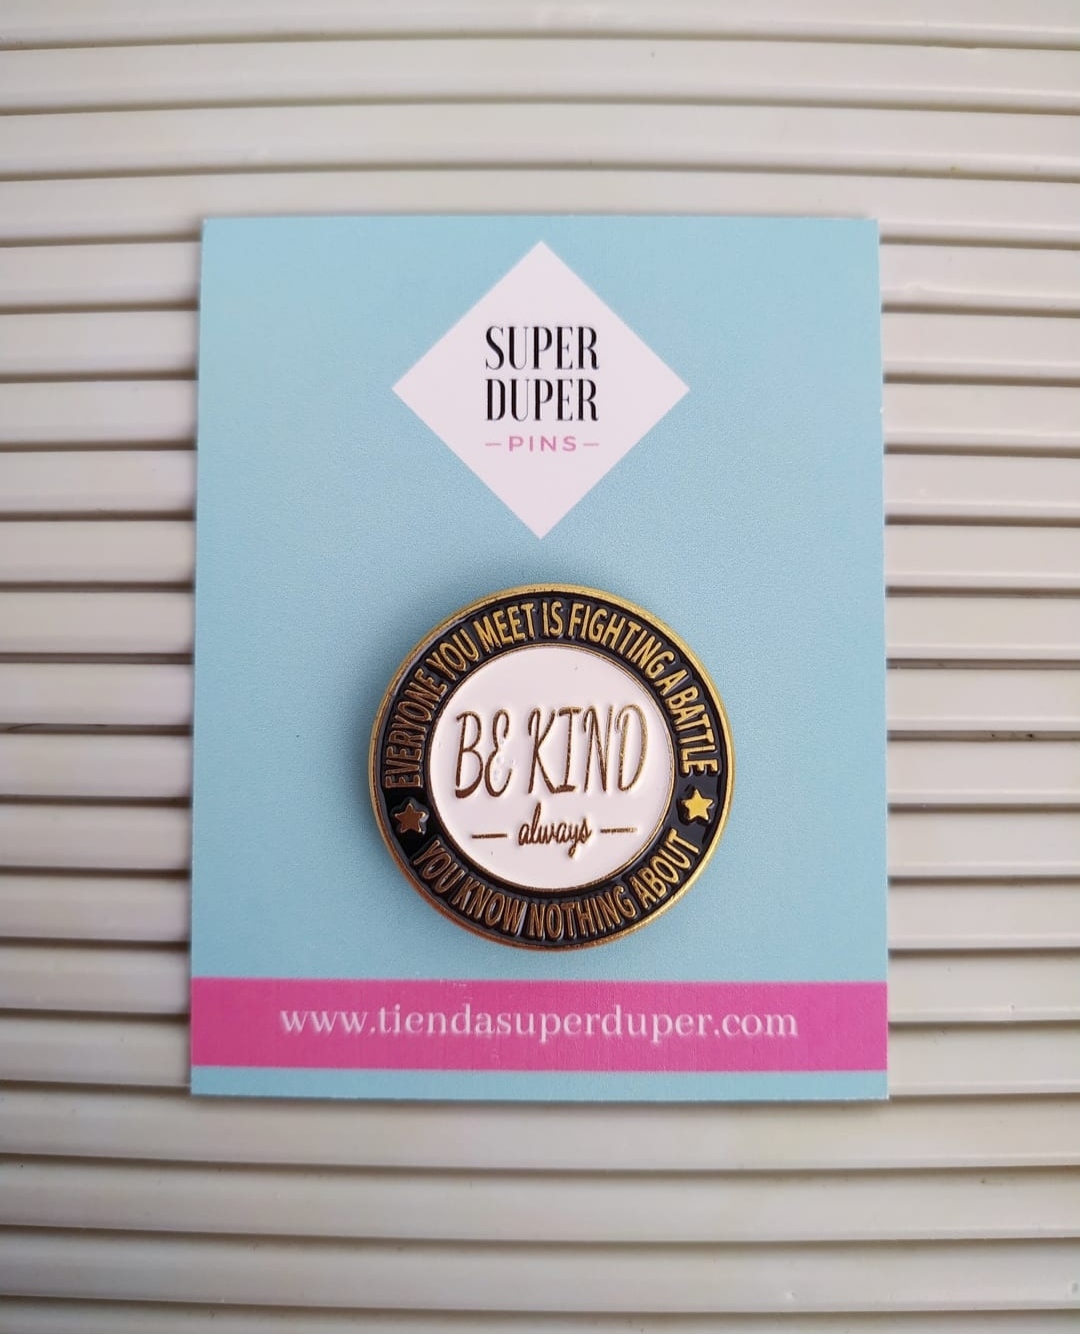 SUPER
DUPER
PINS
EVERYONE YOU MEET IS FIGHTING A BATTLE
YOU KNOW NOTHING ABOUT
BE KIND
always
www.tiendasuperduper.com